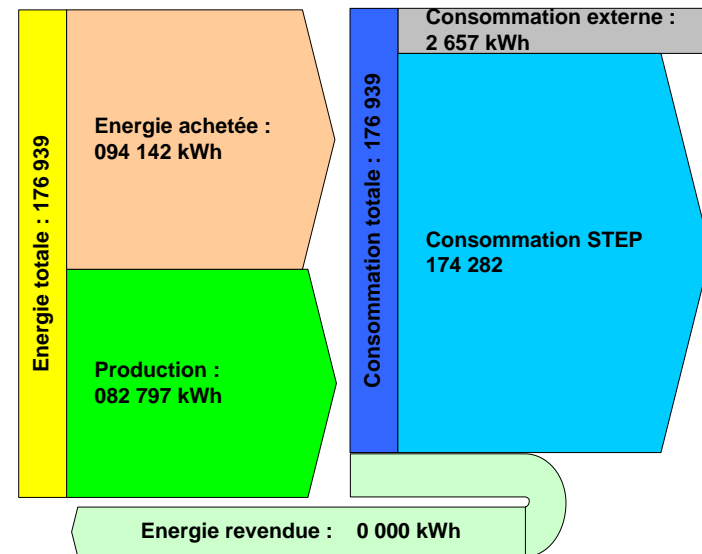 Energie totale : 176 939
Energie achetée :
094 142 kWh
Production :
082 797 kWh
Consommation totale : 176 939
Consommation externe :
2 657 kWh
Consommation STEP
174 282
Energie revendue : 0 000 kWh